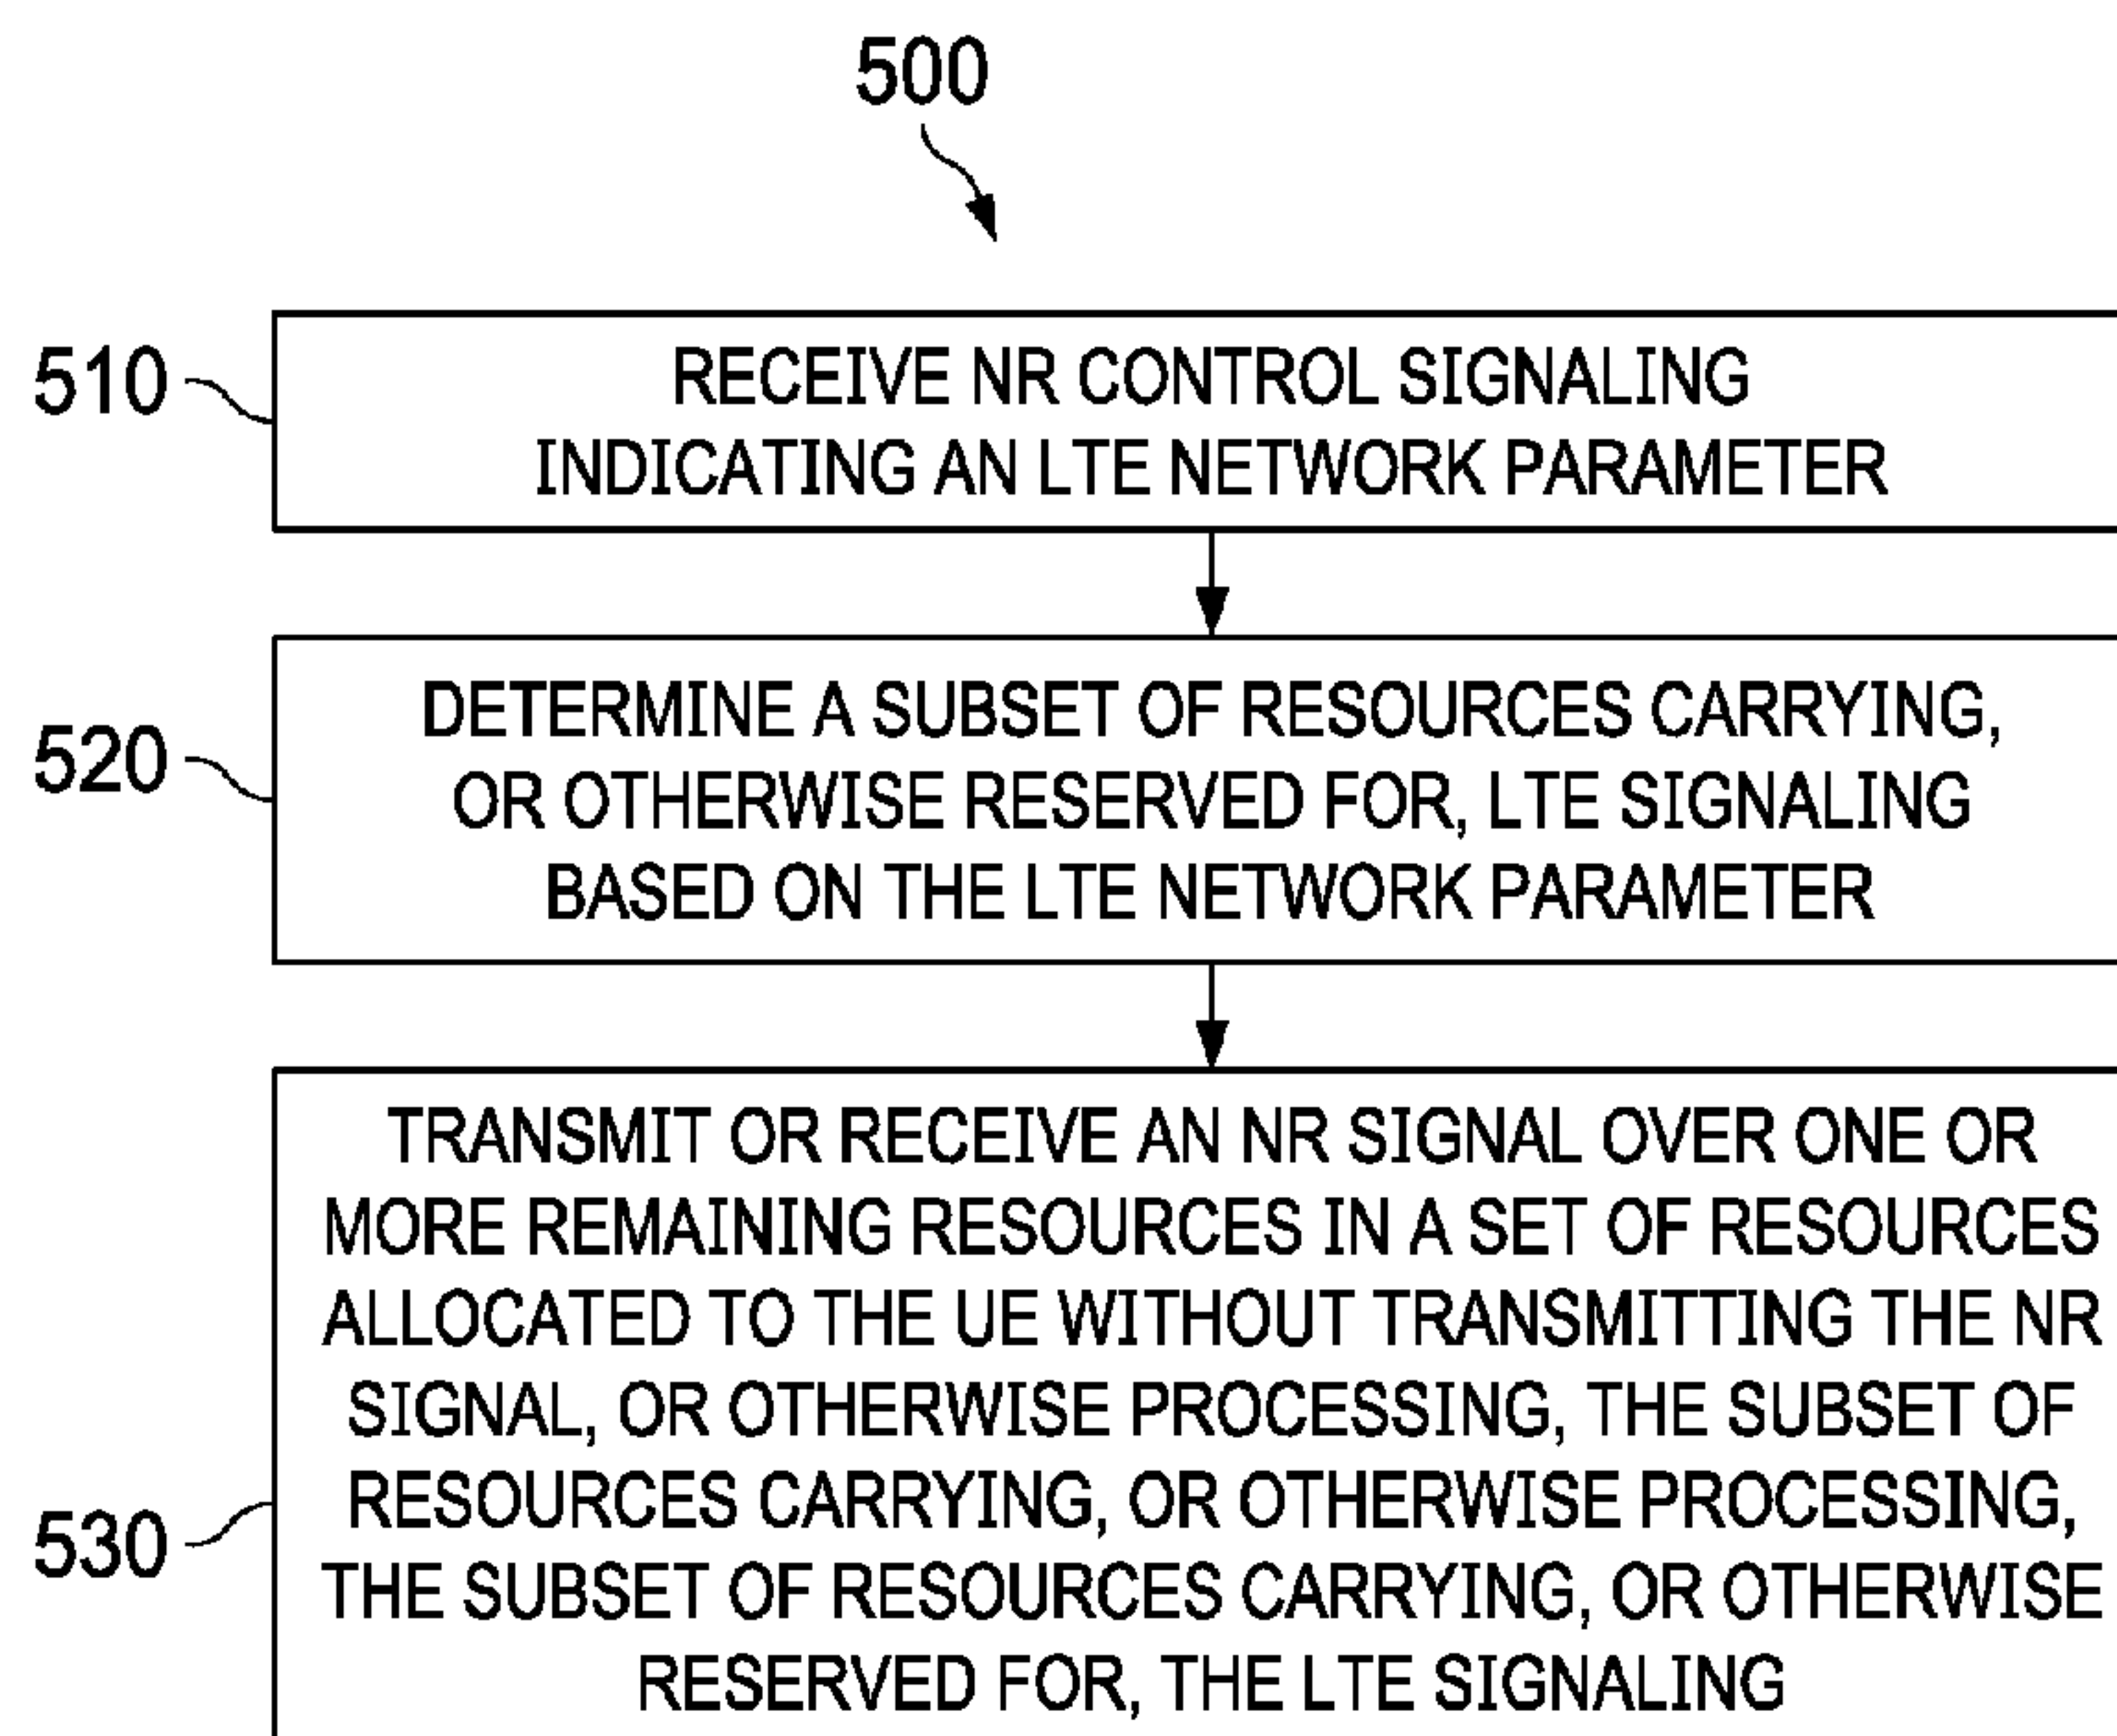 500
510
RECEIVE NR CONTROL SIGNALING
INDICATING AN LTE NETWORK PARAMETER
520
DETERMINE A SUBSET OF RESOURCES CARRYING,
OR OTHERWISE RESERVED FOR, LTE SIGNALING
BASED ON THE LTE NETWORK PARAMETER
530
TRANSMIT OR RECEIVE AN NR SIGNAL OVER ONE OR
MORE REMAINING RESOURCES IN A SET OF RESOURCES
ALLOCATED TO THE UE WITHOUT TRANSMITTING THE NR
SIGNAL, OR OTHERWISE PROCESSING, THE SUBSET OF
RESOURCES CARRYING, OR OTHERWISE PROCESSING,
THE SUBSET OF RESOURCES CARRYING, OR OTHERWISE
RESERVED FOR, THE LTE SIGNALING